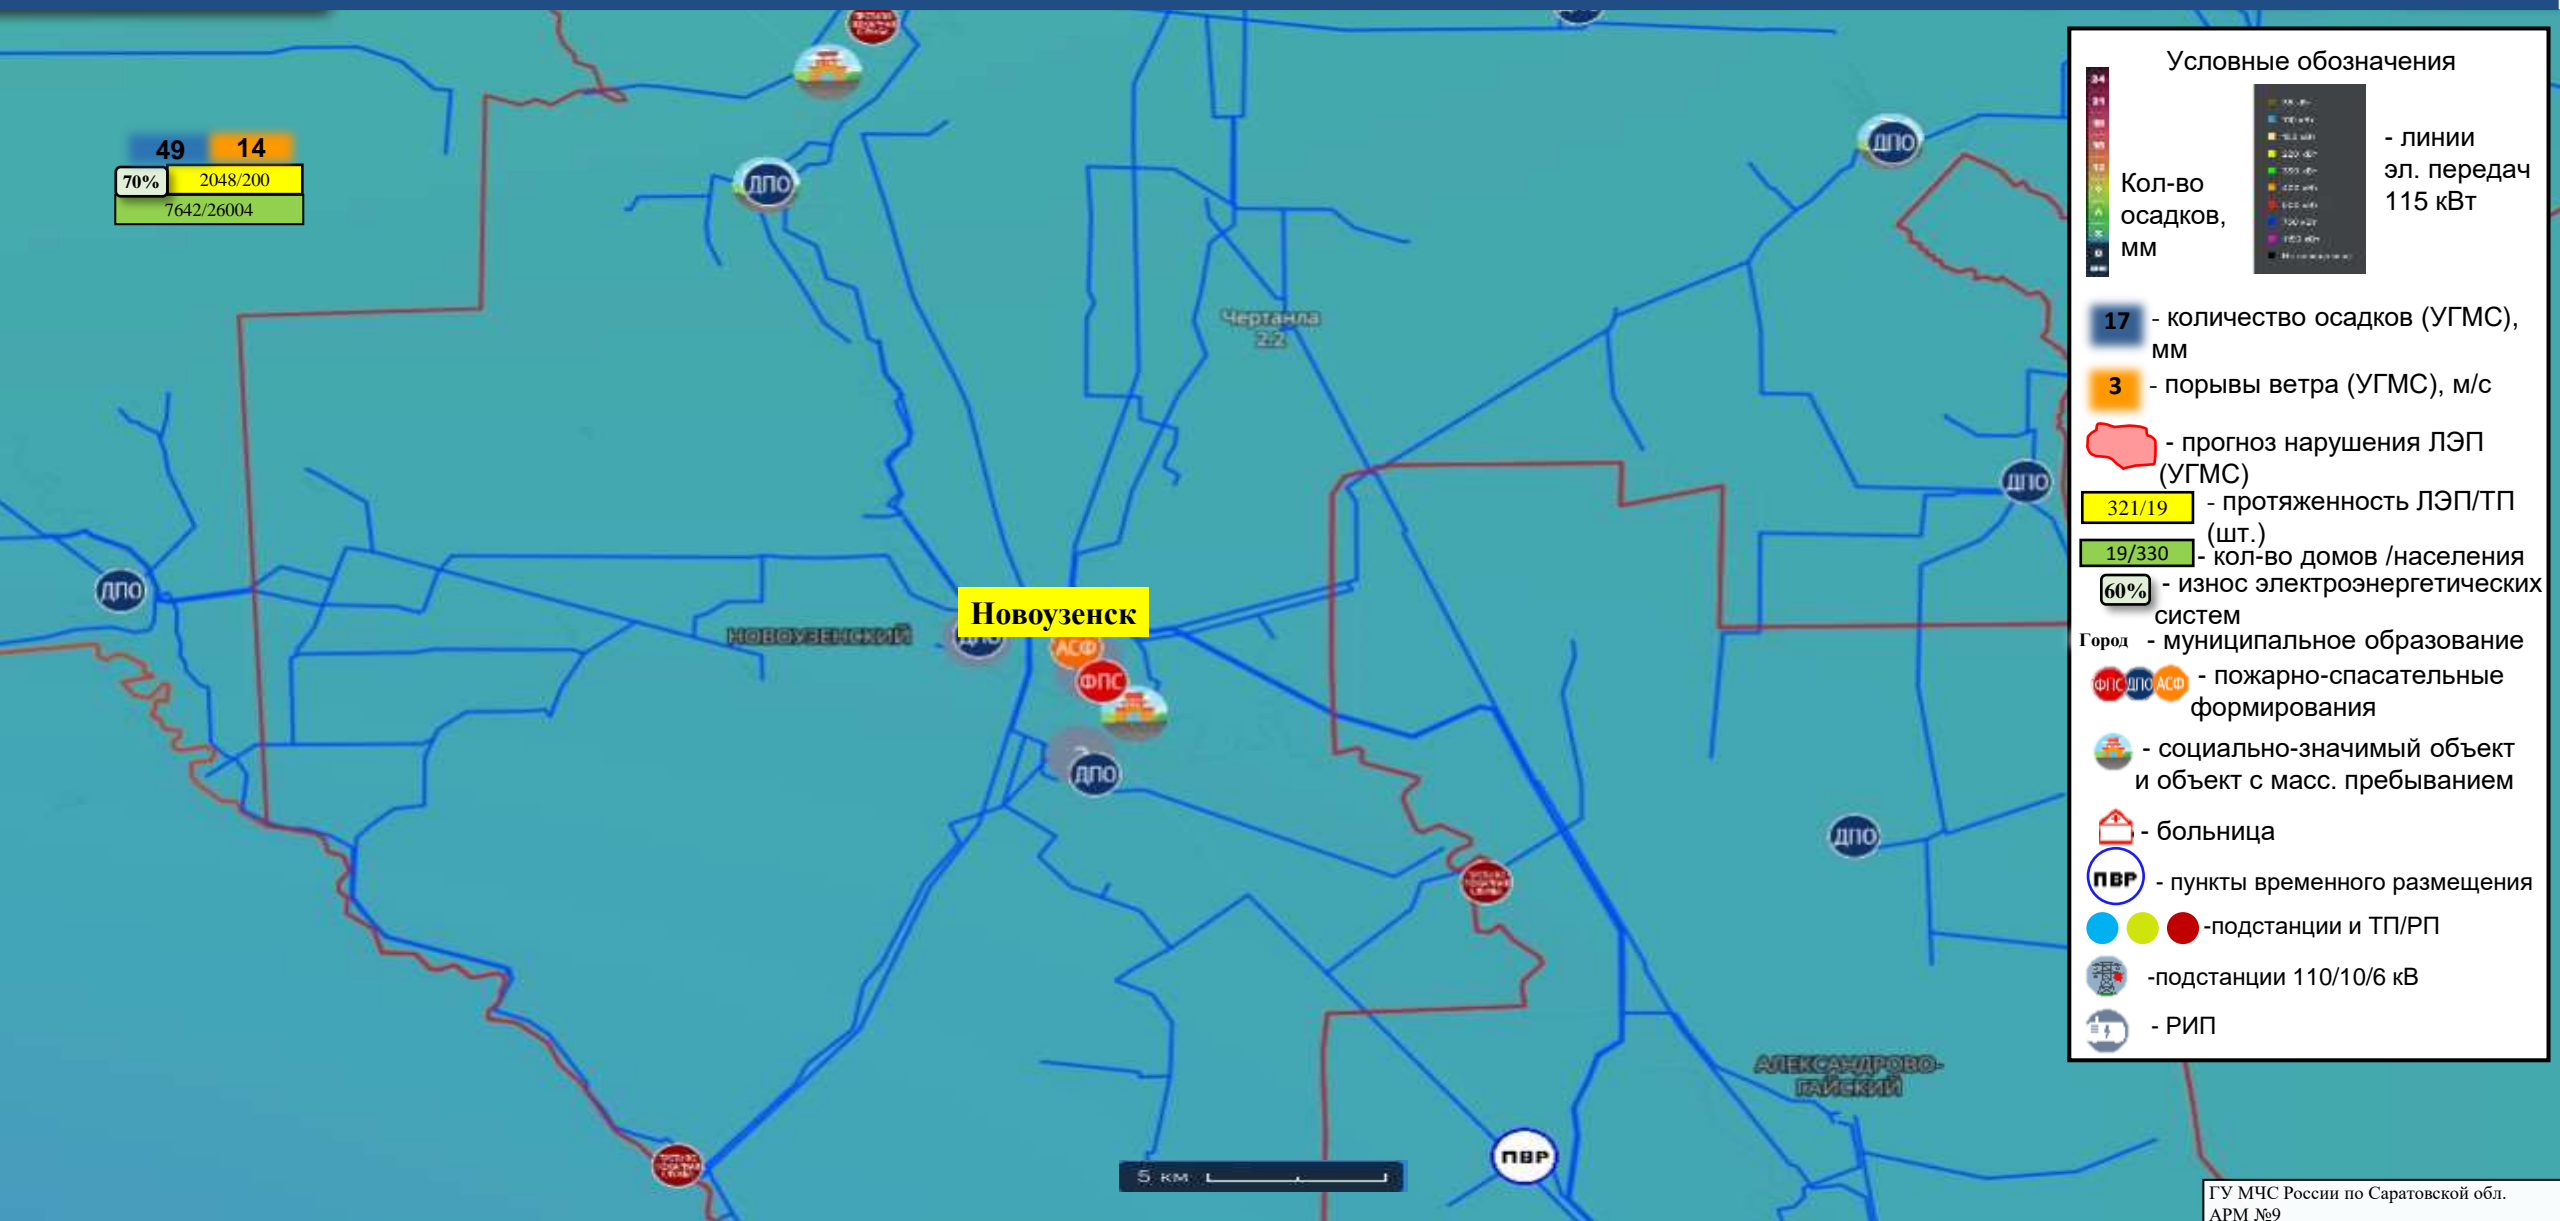 49 14
70% 2048/200
7642/26004
ДПО
ДПО
Чертанла
2.2
ДПО
ДПО
Новоузенск
НОВОУЗЕНСКИЙ
ДПО
АСФ
ФПС
ДПО
ДПО
АЛЕКСАНДРОВО-
ГАЙСКИЙ
ПВР
5 км
Условные обозначения
Кол-во
осадков,
мм
- линии
эл. передач
115 кВт
17 - количество осадков (УГМС),
мм
3 - порывы ветра (УГМС), м/с
- прогноз нарушения ЛЭП
(УГМС)
321/19 - протяженность ЛЭП/ТП
(шт.)
19/330 - кол-во домов /населения
60% - износ электроэнергетических
систем
Город - муниципальное образование
ФПС ДПО АСФ - пожарно-спасательные
формирования
- социально-значимый объект
и объект с масс. пребыванием
- больница
ПВР - пункты временного размещения
-подстанции и ТП/РП
-подстанции 110/10/6 кВ
- РИП
ГУ МЧС России по Саратовской обл.
АРМ №9